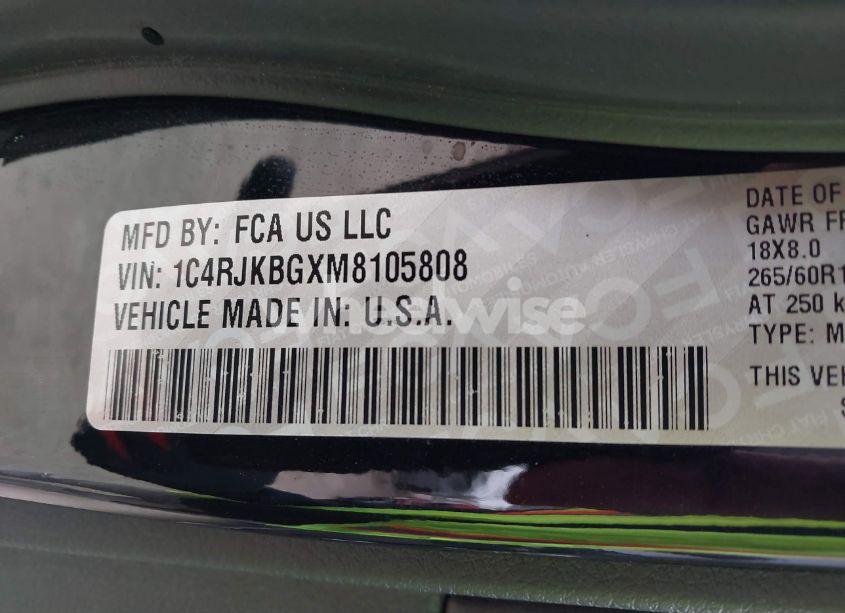 MFD BY: FCA US LLC
VIN: 1C4RJKBGXM8105808
VEHICLE MADE IN: U.S.A.
DATE OF
GAWR FR
18X8.0
265/60R1
AT 250 k
TYPE: M
THIS VEH